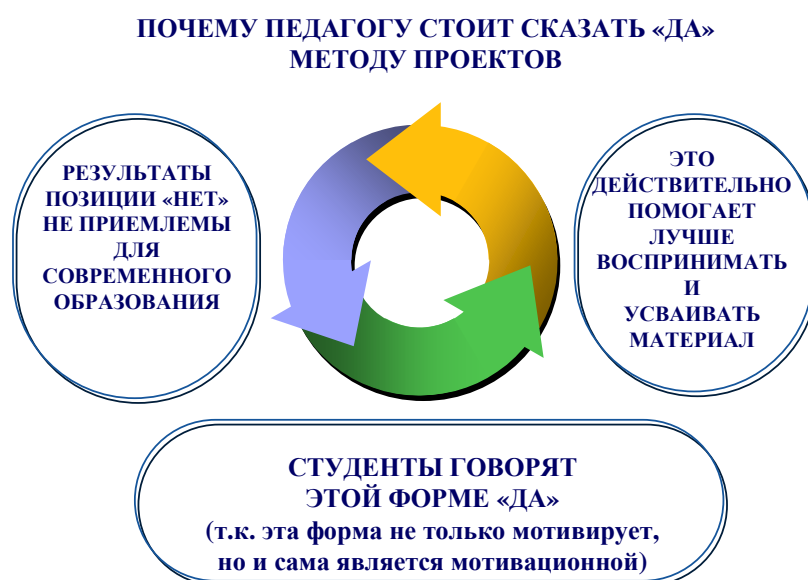 ПОЧЕМУ ПЕДАГОГУ СТОИТ СКАЗАТЬ «ДА»
МЕТОДУ ПРОЕКТОВ
РЕЗУЛЬТАТЫ
ПОЗИЦИИ «НЕТ»
НЕ ПРИЕМЛЕМЫ
ДЛЯ
СОВРЕМЕННОГО
ОБРАЗОВАНИЯ
ЭТО
ДЕЙСТВИТЕЛЬНО
ПОМОГАЕТ
ЛУЧШЕ
ВОСПРИНИМАТЬ
И
УСВАИВАТЬ
МАТЕРИАЛ
СТУДЕНТЫ ГОВОРЯТ
ЭТОЙ ФОРМЕ «ДА»
(т.к. эта форма не только мотивирует,
но и сама является мотивационной)